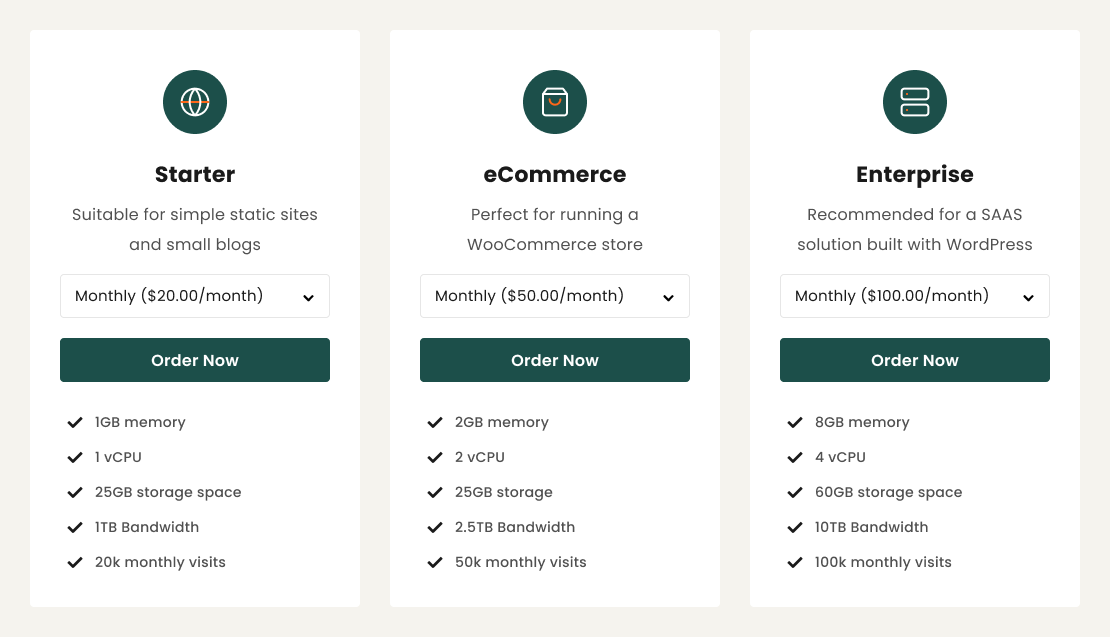 Starter
Suitable for simple static sites
and small blogs
Monthly ($20.00/month)
Order Now
1GB memory
1 vCPU
25GB storage space
1TB Bandwidth
20k monthly visits
eCommerce
Perfect for running a
WooCommerce store
Monthly ($50.00/month)
Order Now
2GB memory
2 vCPU
25GB storage
2.5TB Bandwidth
50k monthly visits
Enterprise
Recommended for a SAAS
solution built with WordPress
Monthly ($100.00/month)
Order Now
8GB memory
4 vCPU
60GB storage space
10TB Bandwidth
100k monthly visits